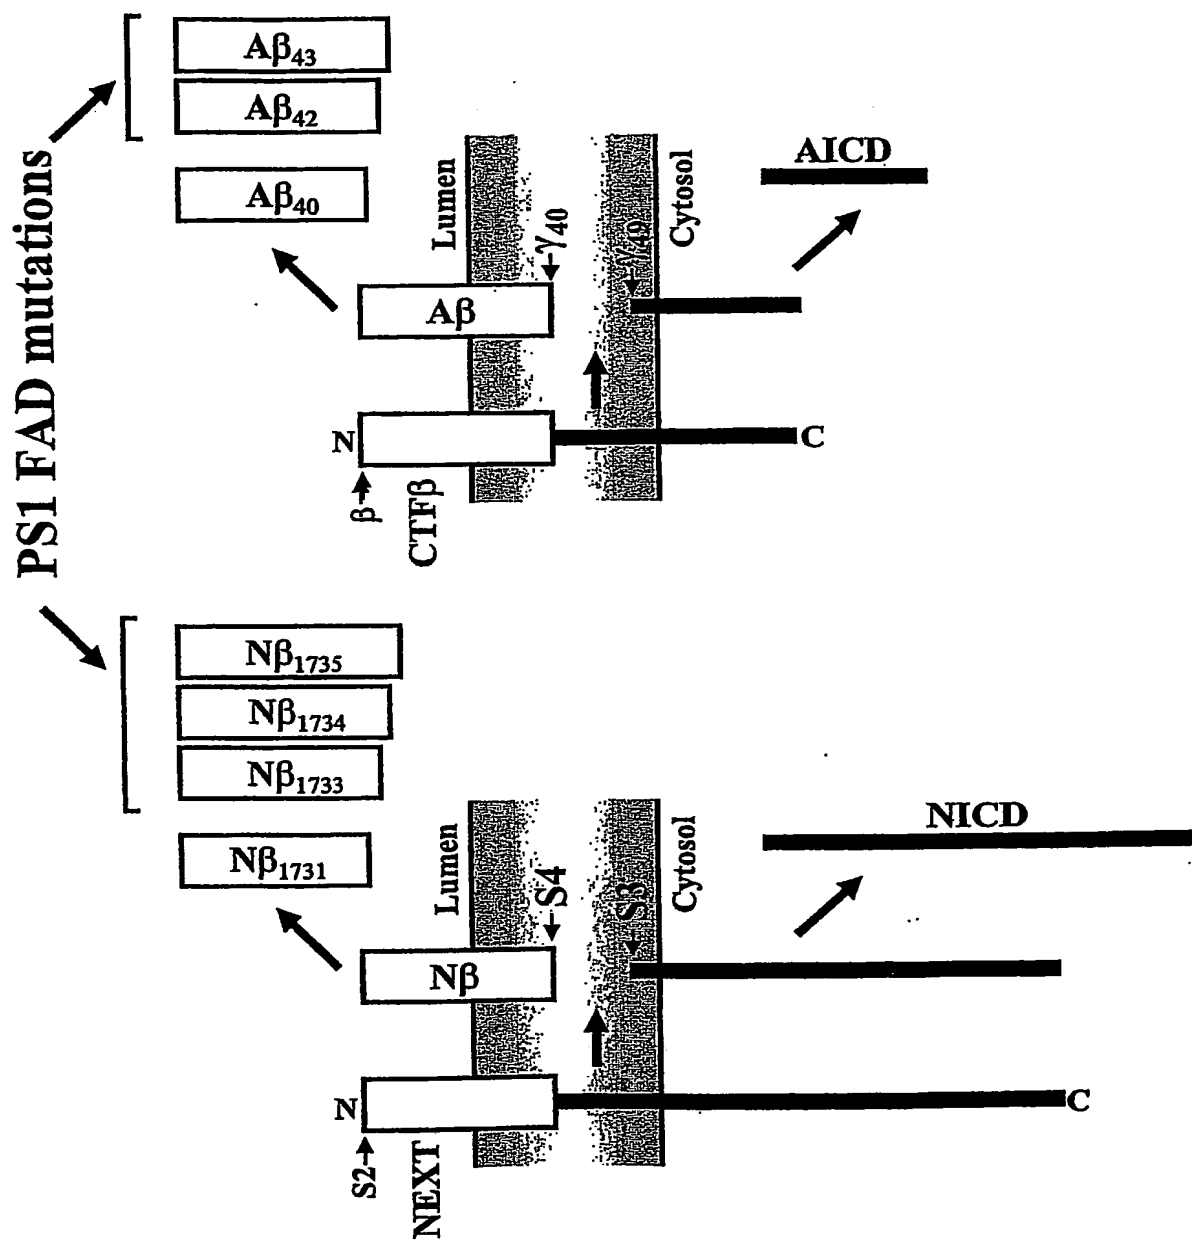 PS1 FAD mutations
Aβ43
Aβ42
Aβ40
Lumen
γ40
γ49
Cytosol
AICD
Aβ
N
C
β
CTFβ
Nβ1735
Nβ1734
Nβ1733
Nβ1731
Lumen
S4
S3
Cytosol
NICD
Nβ
N
C
S2
NEXT